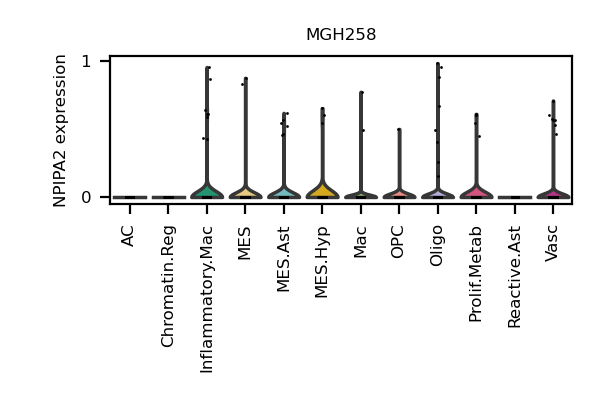 MGH258
NPIPA2 expression
1
0
AC
Chromatin.Reg
Inflammatory.Mac
MES
MES.Ast
MES.Hyp
Mac
OPC
Oligo
Prolif.Metab
Reactive.Ast
Vasc